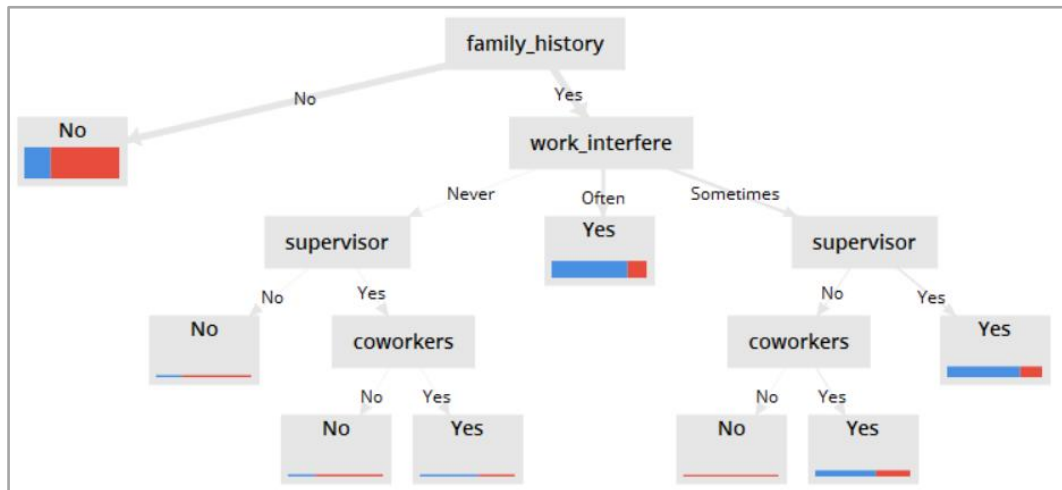 family_history
No
Yes
No
work_interfere
Never
Often
Sometimes
supervisor
Yes
supervisor
No
Yes
No
Yes
No
coworkers
coworkers
Yes
No
Yes
No
Yes
No
Yes
No
Yes